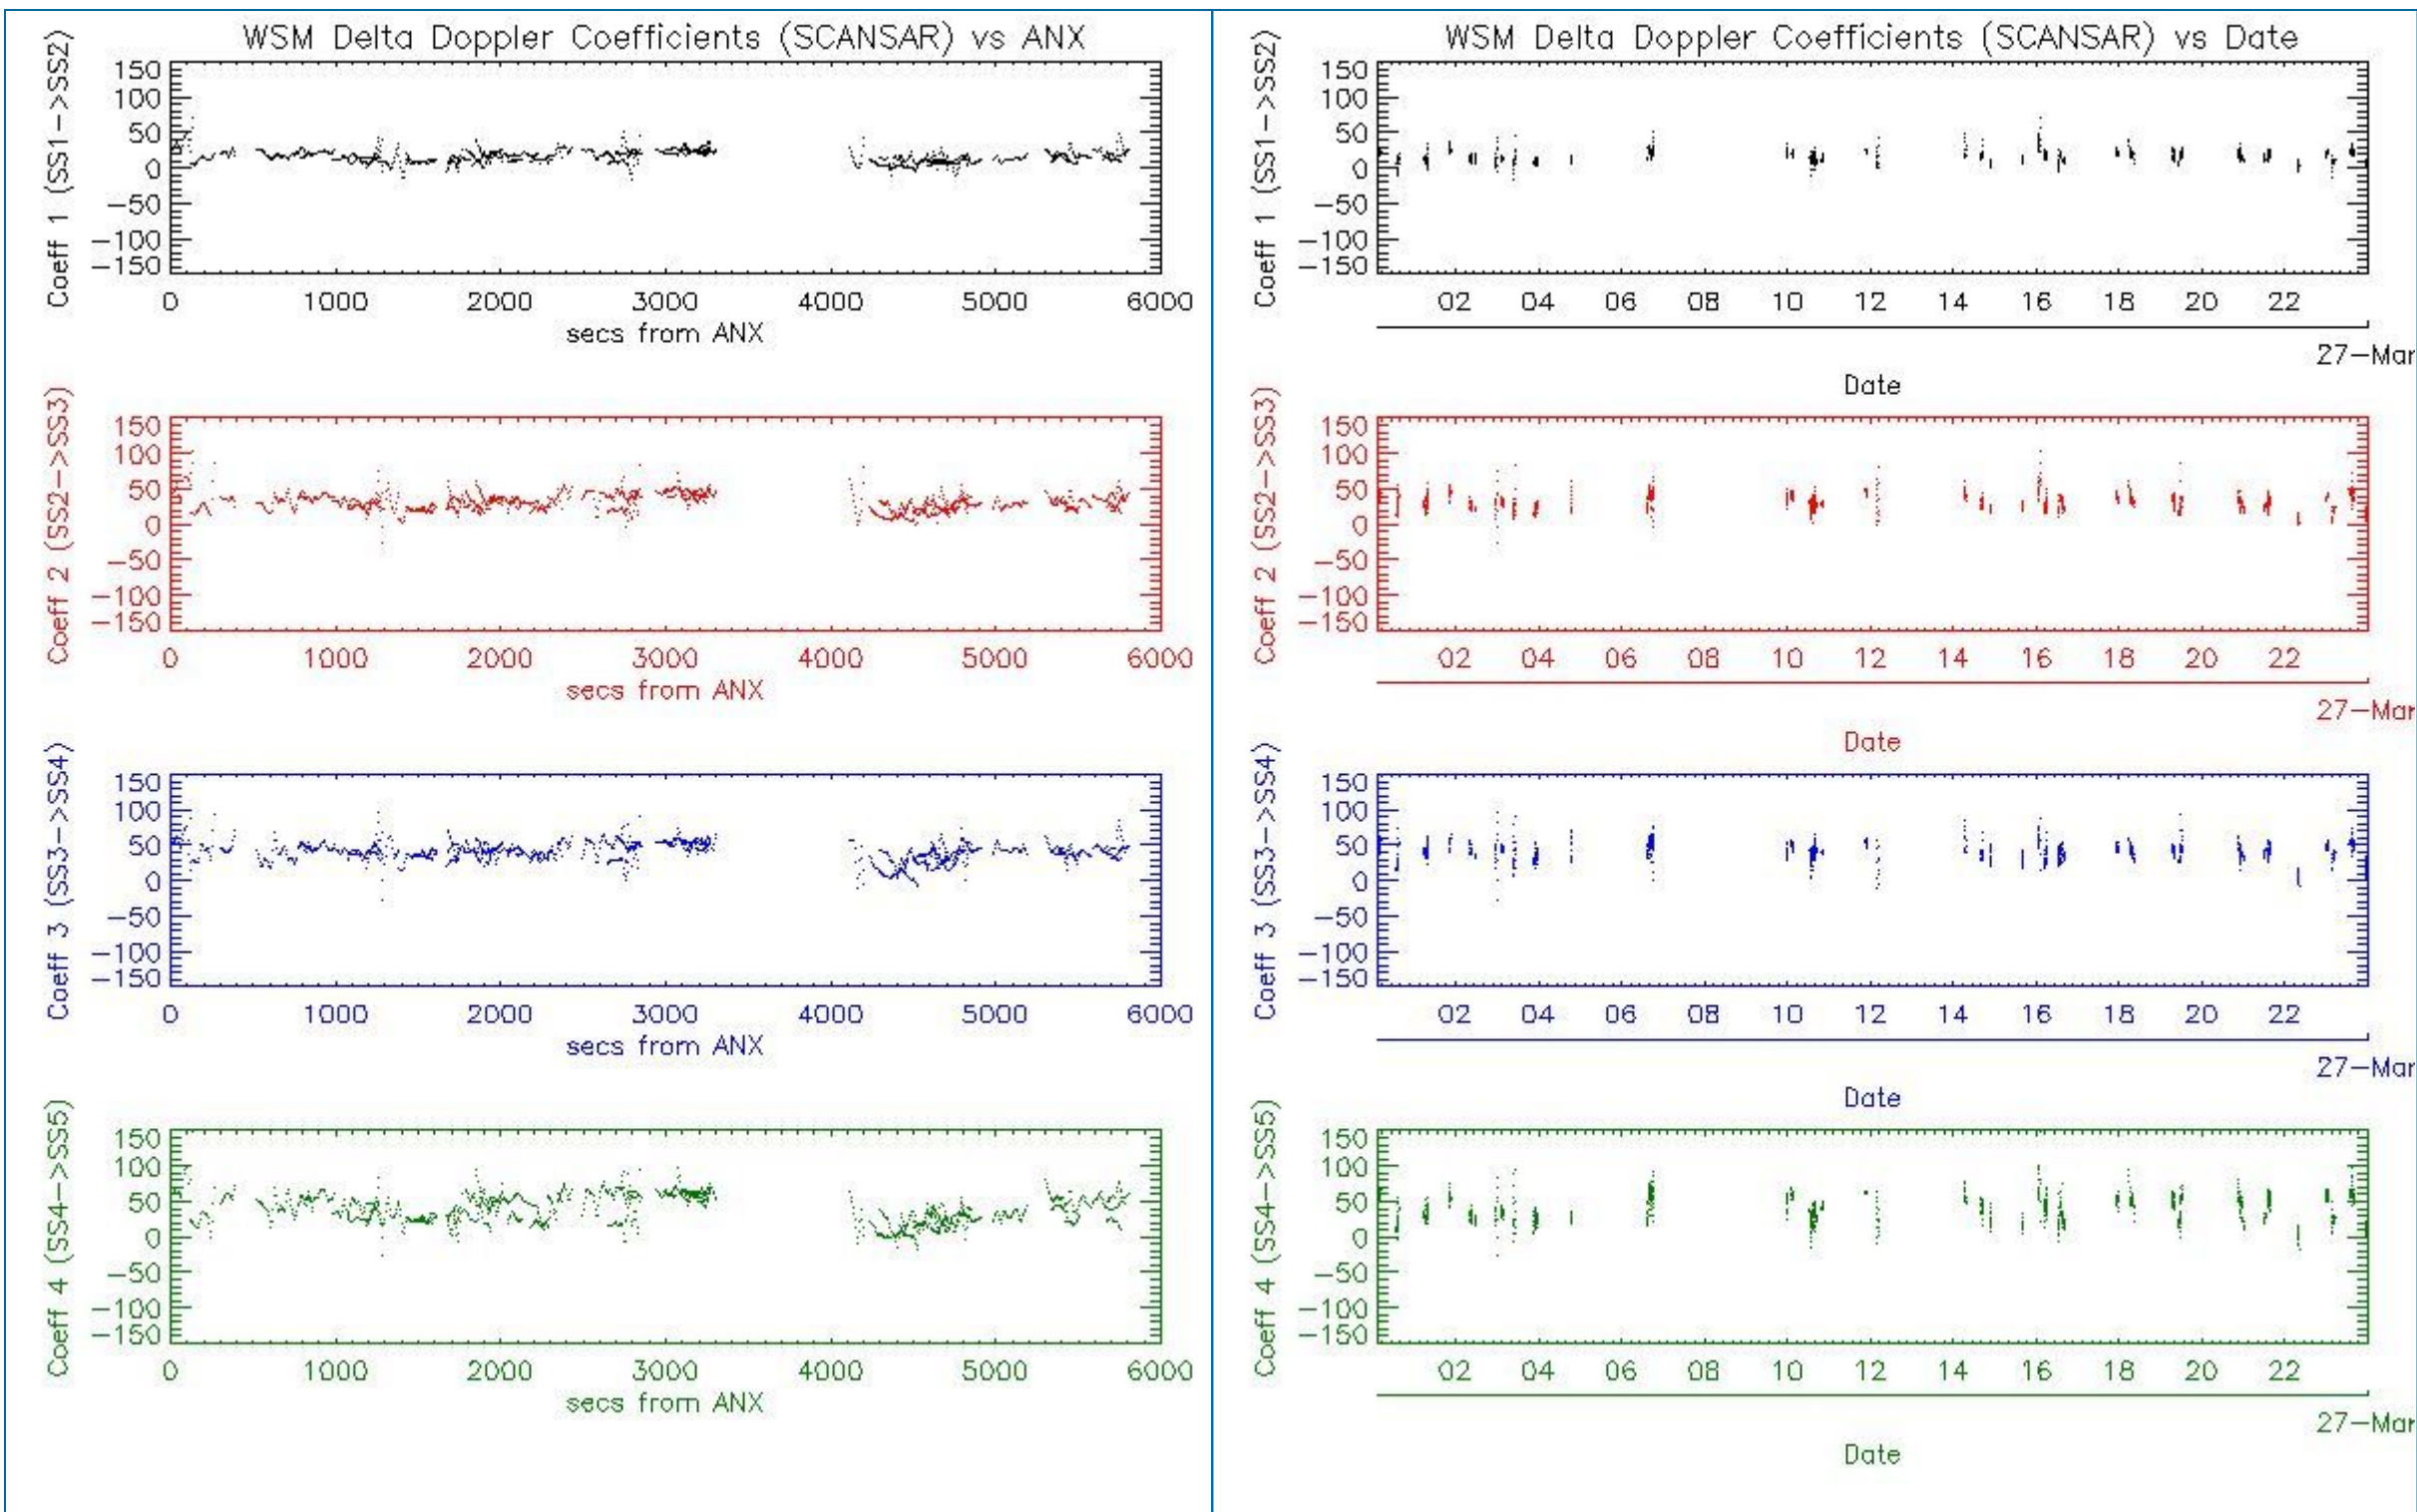 WSM Delta Doppler Coefficients (SCANSAR) vs ANX
Coeff 1 (SS1->SS2)
150
100
50
0
-50
-100
-150
0 1000 2000 3000 4000 5000 6000
secs from ANX
Coeff 2 (SS2->SS3)
150
100
50
0
-50
-100
-150
0 1000 2000 3000 4000 5000 6000
secs from ANX
Coeff 3 (SS3->SS4)
150
100
50
0
-50
-100
-150
0 1000 2000 3000 4000 5000 6000
secs from ANX
Coeff 4 (SS4->SS5)
150
100
50
0
-50
-100
-150
0 1000 2000 3000 4000 5000 6000
secs from ANX
WSM Delta Doppler Coefficients (SCANSAR) vs Date
Coeff 1 (SS1->SS2)
150
100
50
0
-50
-100
-150
02 04 06 08 10 12 14 16 18 20 22
27-Mar
Date
Coeff 2 (SS2->SS3)
150
100
50
0
-50
-100
-150
02 04 06 08 10 12 14 16 18 20 22
27-Mar
Date
Coeff 3 (SS3->SS4)
150
100
50
0
-50
-100
-150
02 04 06 08 10 12 14 16 18 20 22
27-Mar
Date
Coeff 4 (SS4->SS5)
150
100
50
0
-50
-100
-150
02 04 06 08 10 12 14 16 18 20 22
27-Mar
Date